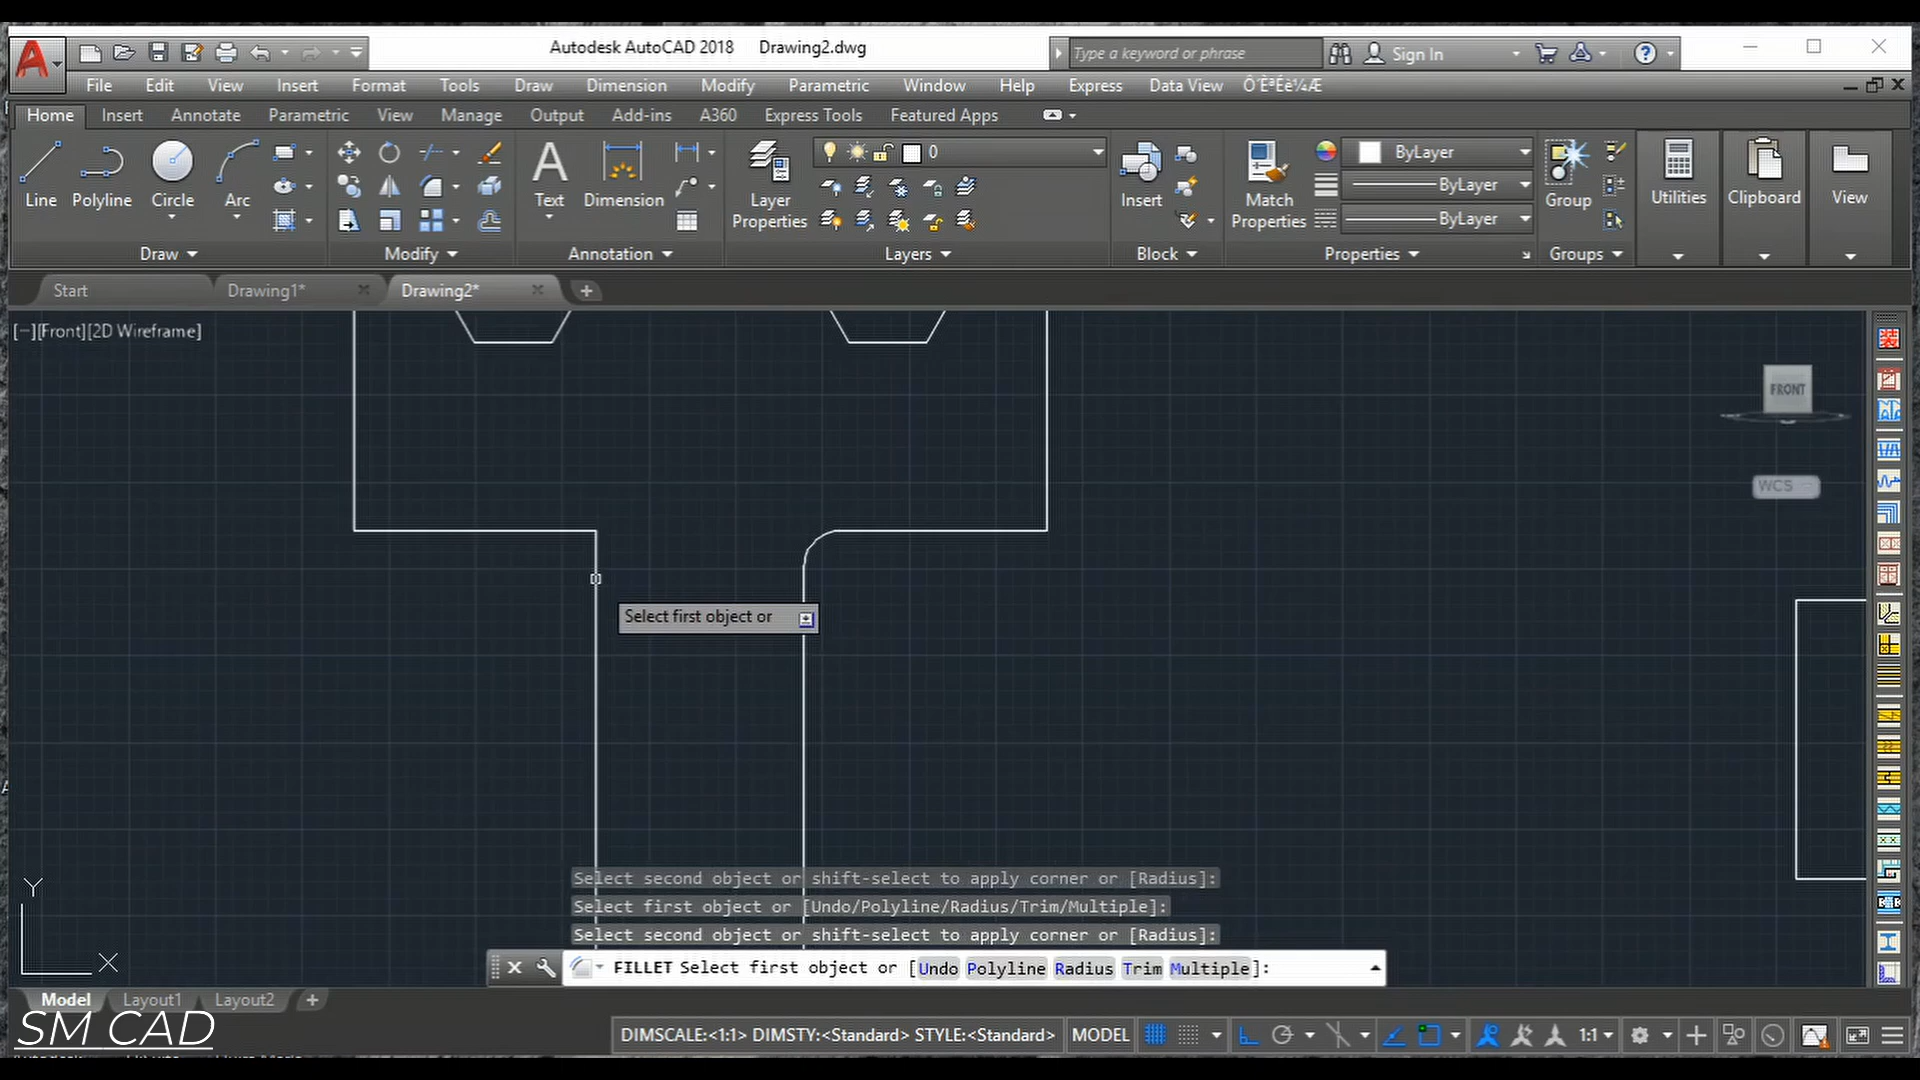 Autodesk AutoCAD 2018 Drawing2.dwg
Type a keyword or phrase
Sign In
File Edit View Insert Format Tools Draw Dimension Modify Parametric Window Help Express Data View Ô´ÈªÉè¼Æ
Home Insert Annotate Parametric View Manage Output Add-ins A360 Express Tools Featured Apps
0
ByLayer
ByLayer
ByLayer
Line Polyline Circle Arc
A
Text Dimension
Layer Properties
Insert
Match Properties
Group
Utilities
Clipboard
View
Draw Modify Annotation Layers Block Properties Groups
Start Drawing1* Drawing2*
[−][Front][2D Wireframe]
FRONT
WCS
Select first object or
Select second object or shift-select to apply corner or [Radius]:
Select first object or [Undo/Polyline/Radius/Trim/Multiple]:
Select second object or shift-select to apply corner or [Radius]:
FILLET Select first object or [Undo Polyline Radius Trim Multiple]:
Y
X
Model Layout1 Layout2
SM CAD
DIMSCALE:<1:1> DIMSTY:<Standard> STYLE:<Standard> MODEL 1:1